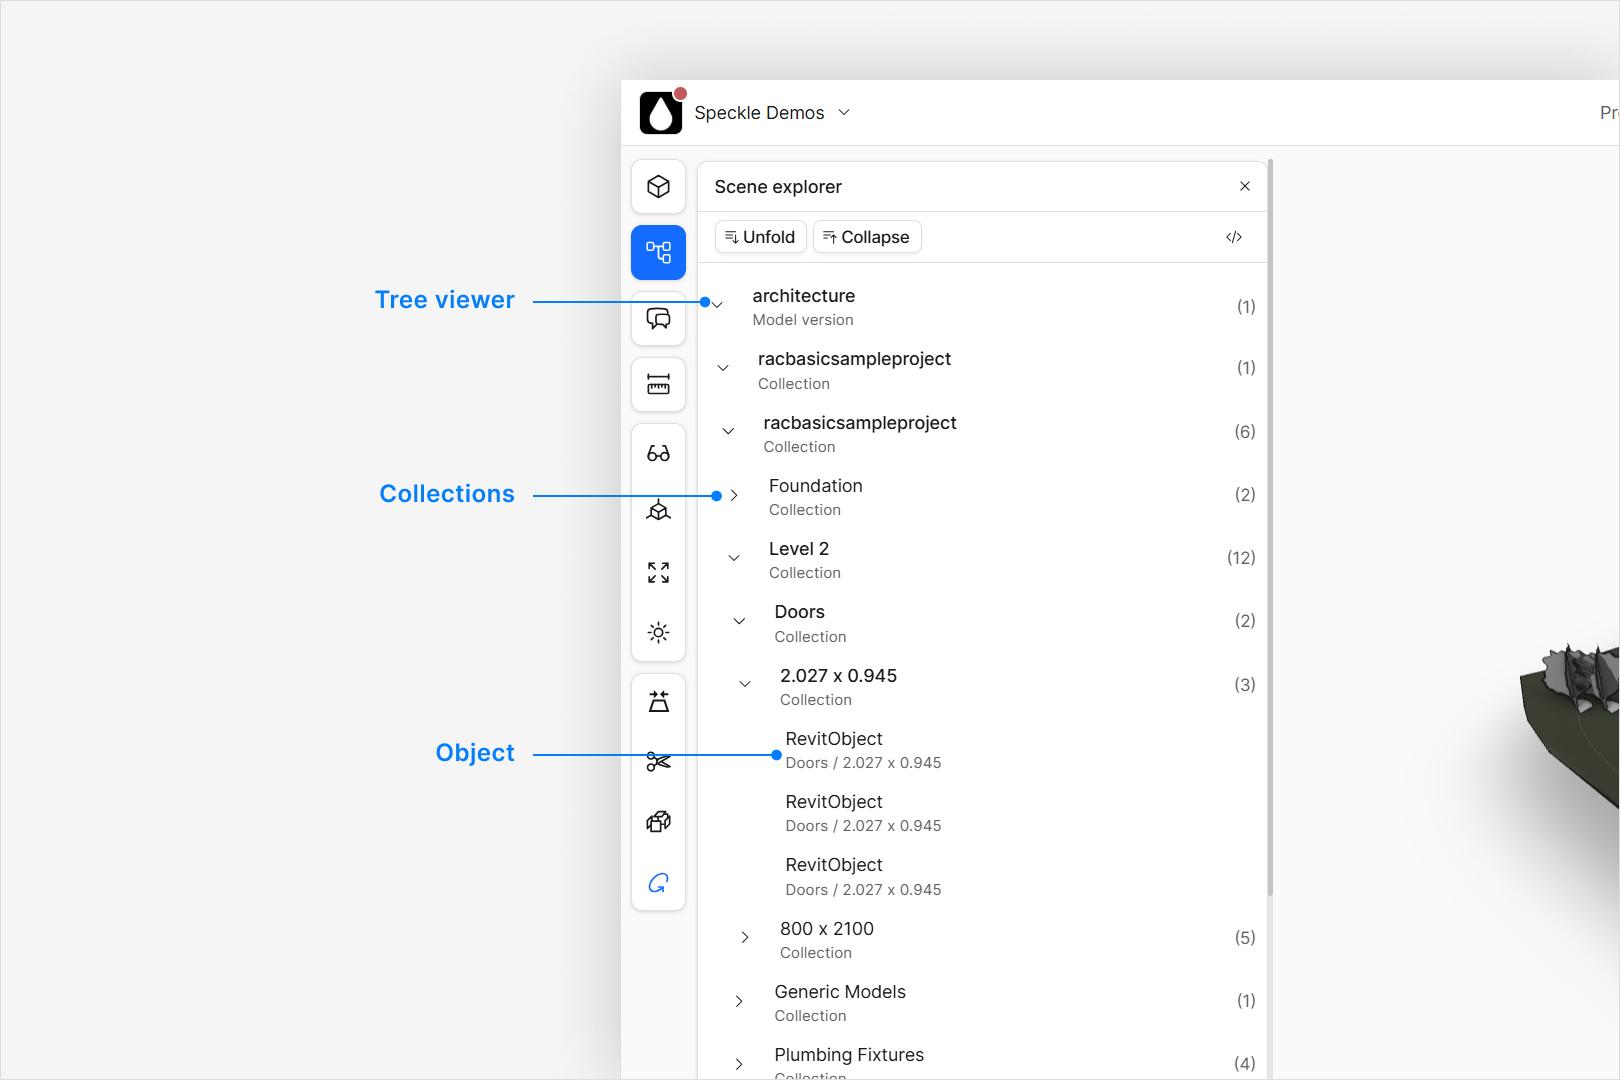 Speckle Demos
Scene explorer
Unfold Collapse
Tree viewer
architecture (1)
Model version
racbasicsampleproject (1)
Collection
racbasicsampleproject (6)
Collection
Collections
Foundation (2)
Collection
Level 2 (12)
Collection
Doors (2)
Collection
2.027 x 0.945 (3)
Collection
Object
RevitObject
Doors / 2.027 x 0.945
RevitObject
Doors / 2.027 x 0.945
RevitObject
Doors / 2.027 x 0.945
800 x 2100 (5)
Collection
Generic Models (1)
Collection
Plumbing Fixtures (4)
Collection